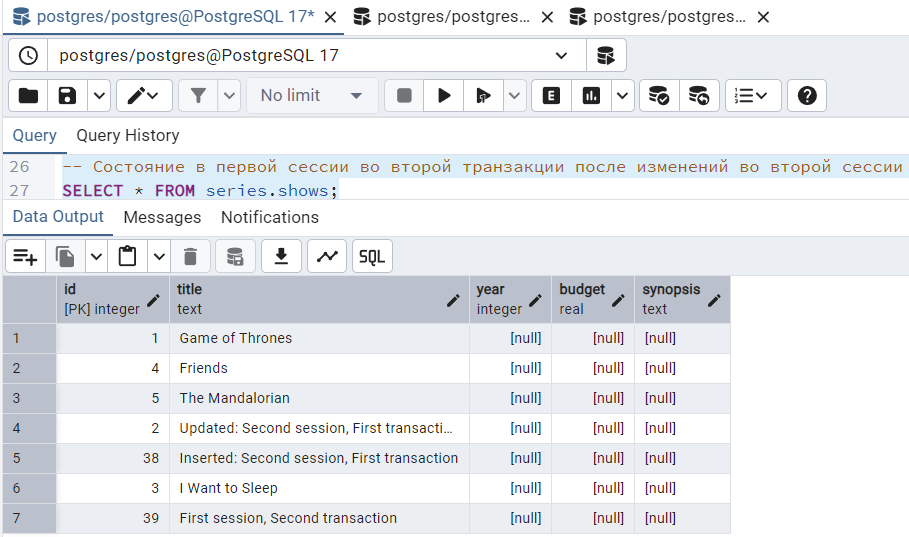 postgres/postgres@PostgreSQL 17*
postgres/postgres...
postgres/postgres...
postgres/postgres@PostgreSQL 17
No limit
E
SQL
Query
Query History
26 -- Состояние в первой сессии во второй транзакции после изменений во второй сессии
27 SELECT * FROM series.shows;
Data Output
Messages
Notifications
SQL
id title year budget synopsis
[PK] integer text integer real text
1 1 Game of Thrones [null] [null] [null]
2 4 Friends [null] [null] [null]
3 5 The Mandalorian [null] [null] [null]
4 2 Updated: Second session, First transacti... [null] [null] [null]
5 38 Inserted: Second session, First transaction [null] [null] [null]
6 3 I Want to Sleep [null] [null] [null]
7 39 First session, Second transaction [null] [null] [null]